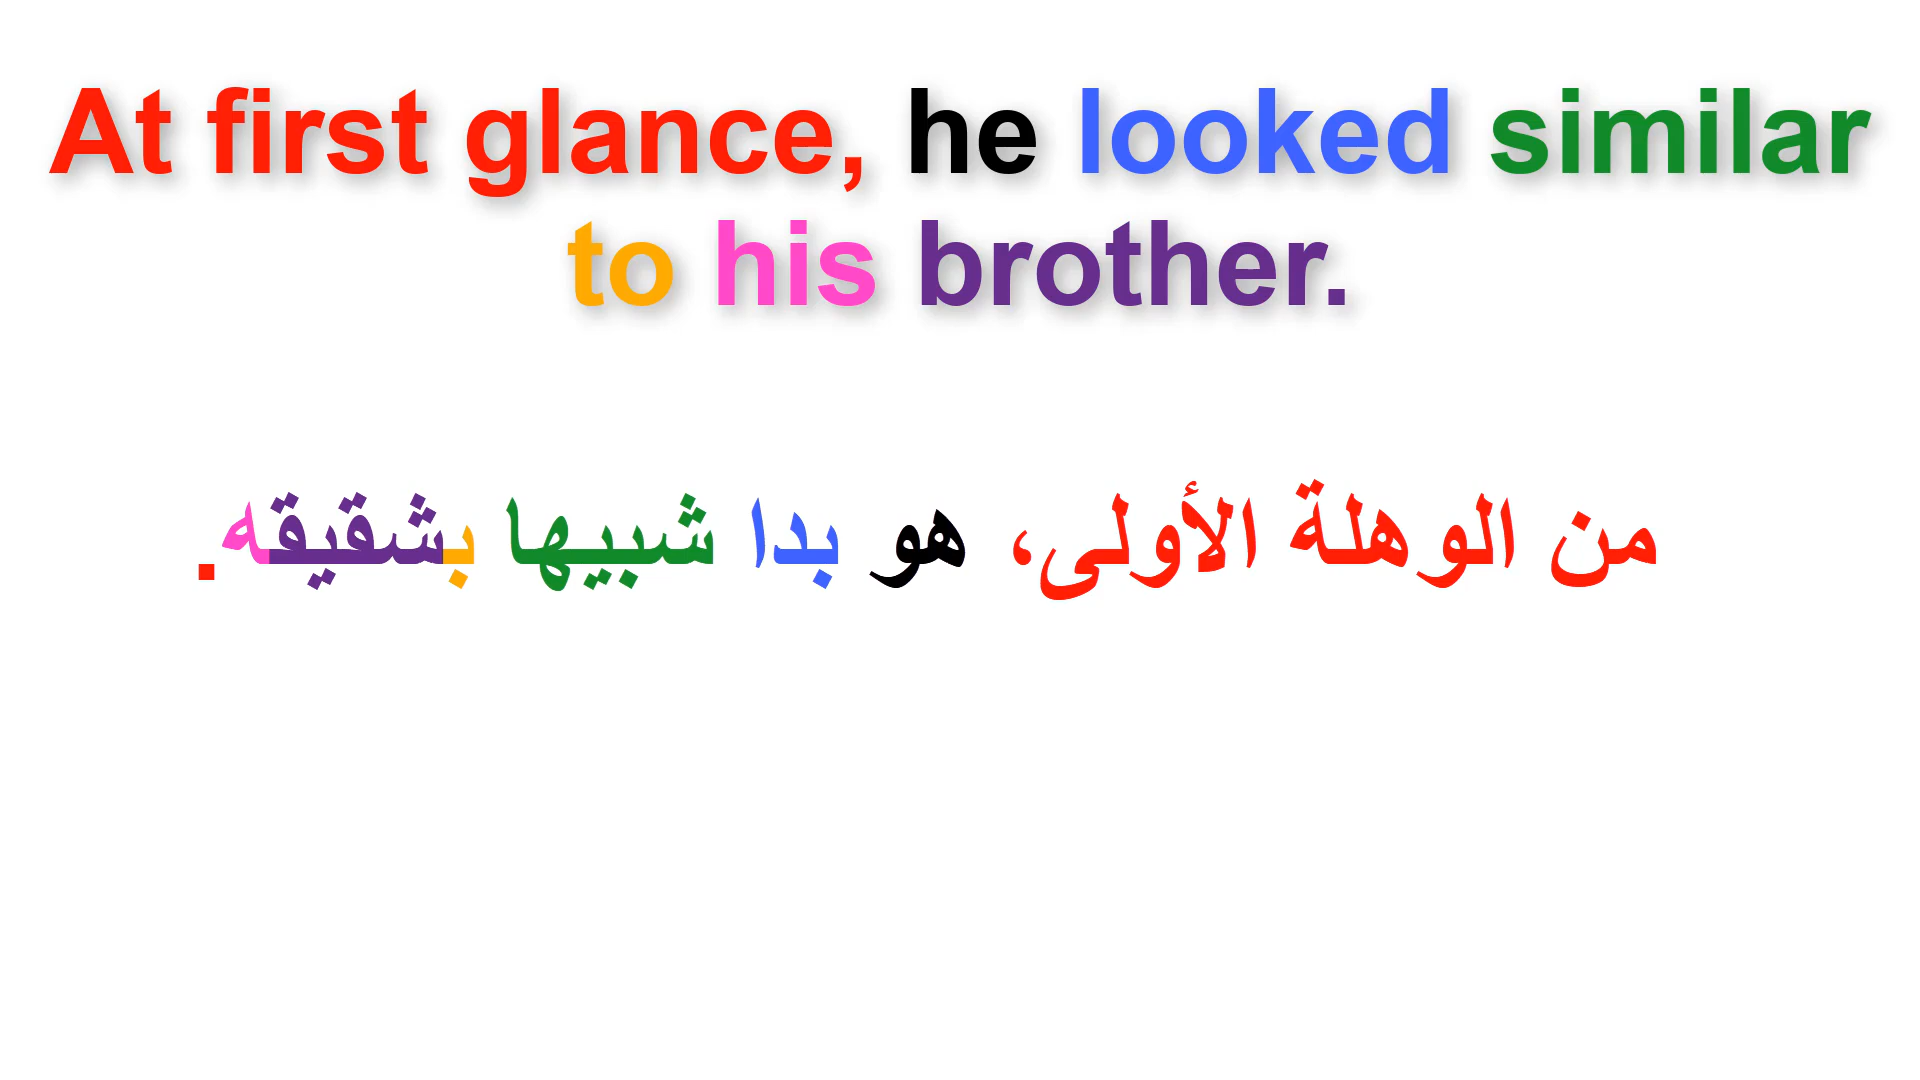 At first glance, he looked similar
to his brother.
من الوهلة الأولى، هو بدا شبيها بشقيقه.